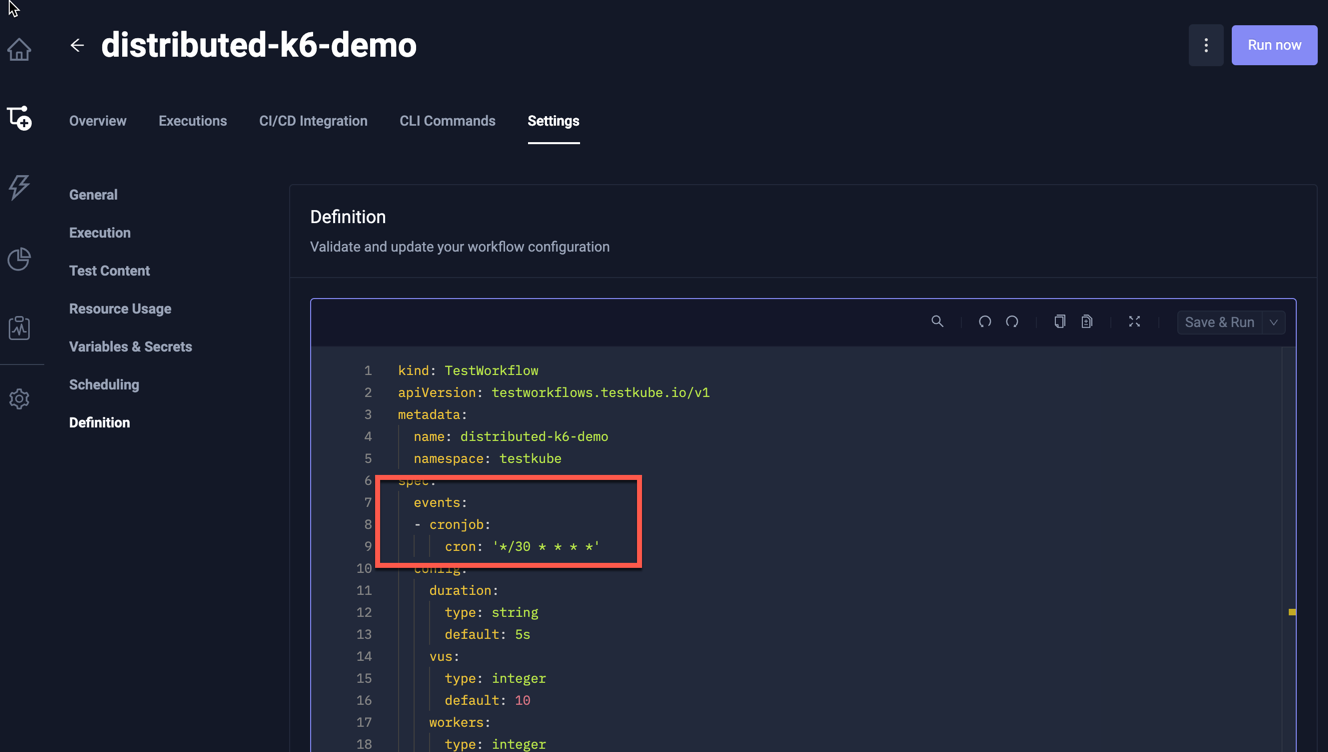 distributed-k6-demo
Run now
Overview
Executions
CI/CD Integration
CLI Commands
Settings
General
Execution
Test Content
Resource Usage
Variables & Secrets
Scheduling
Definition
Definition
Validate and update your workflow configuration
Save & Run
1 kind: TestWorkflow
2 apiVersion: testworkflows.testkube.io/v1
3 metadata:
4 name: distributed-k6-demo
5 namespace: testkube
6 spec:
7 events:
8 - cronjob:
9 cron: '*/30 * * * *'
10 config:
11 duration:
12 type: string
13 default: 5s
14 vus:
15 type: integer
16 default: 10
17 workers:
18 type: integer